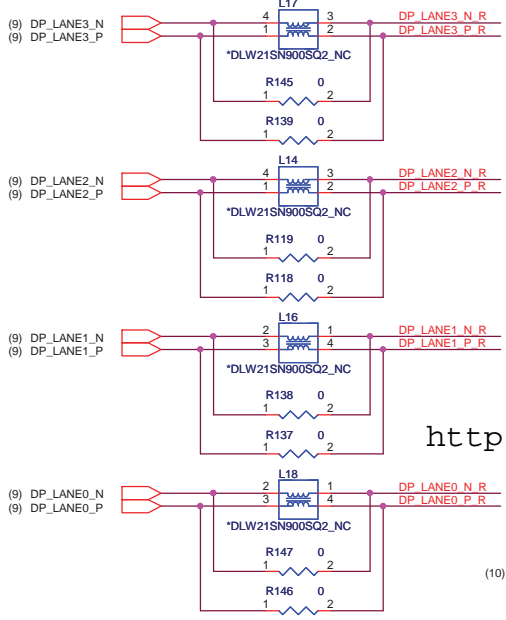 L17
(9) DP_LANE3_N 4 3 DP_LANE3_N_R
(9) DP_LANE3_P 1 2 DP_LANE3_P_R
*DLW21SN900SQ2_NC
R145 0
1 2
R139 0
1 2
L14
(9) DP_LANE2_N 4 3 DP_LANE2_N_R
(9) DP_LANE2_P 1 2 DP_LANE2_P_R
*DLW21SN900SQ2_NC
R119 0
1 2
R118 0
1 2
L16
(9) DP_LANE1_N 2 1 DP_LANE1_N_R
(9) DP_LANE1_P 3 4 DP_LANE1_P_R
*DLW21SN900SQ2_NC
R138 0
1 2
R137 0
http
1 2
L18
(9) DP_LANE0_N 2 1 DP_LANE0_N_R
(9) DP_LANE0_P 3 4 DP_LANE0_P_R
*DLW21SN900SQ2_NC
R147 0
1 2
(10)
R146 0
1 2